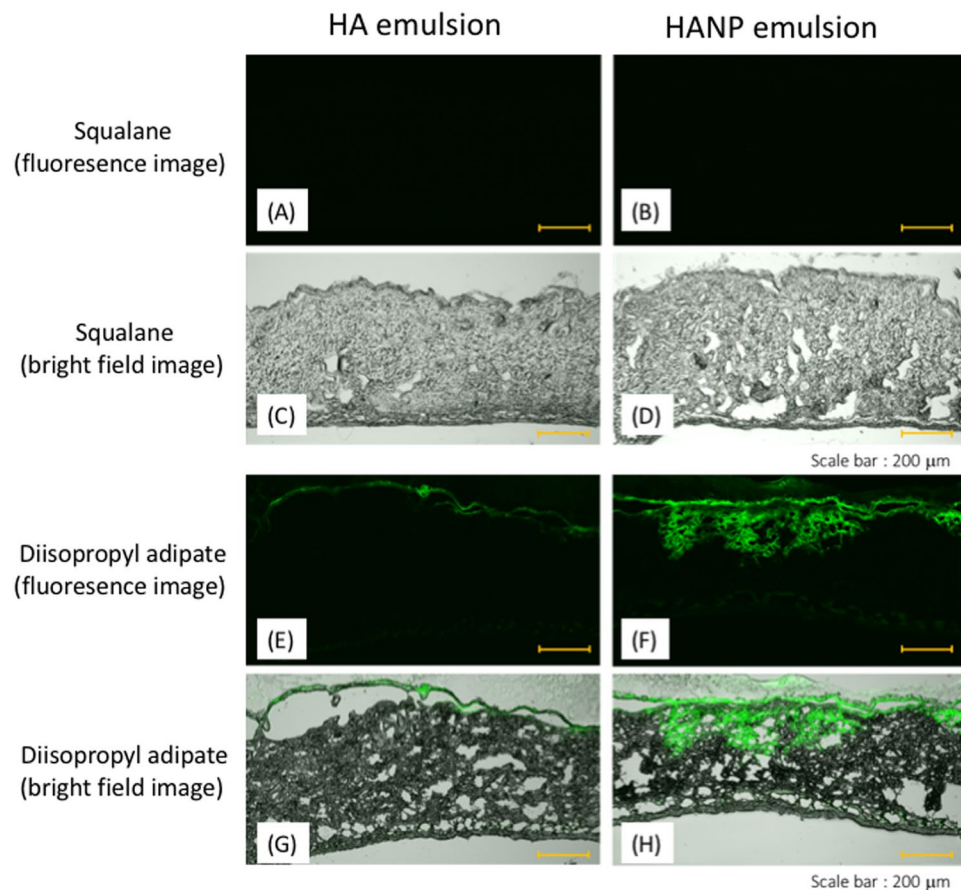 HA emulsion
HANP emulsion
Squalane
(fluoresence image)
(A)
(B)
Squalane
(bright field image)
(C)
(D)
Scale bar : 200 μm
Diisopropyl adipate
(fluoresence image)
(E)
(F)
Diisopropyl adipate
(bright field image)
(G)
(H)
Scale bar : 200 μm